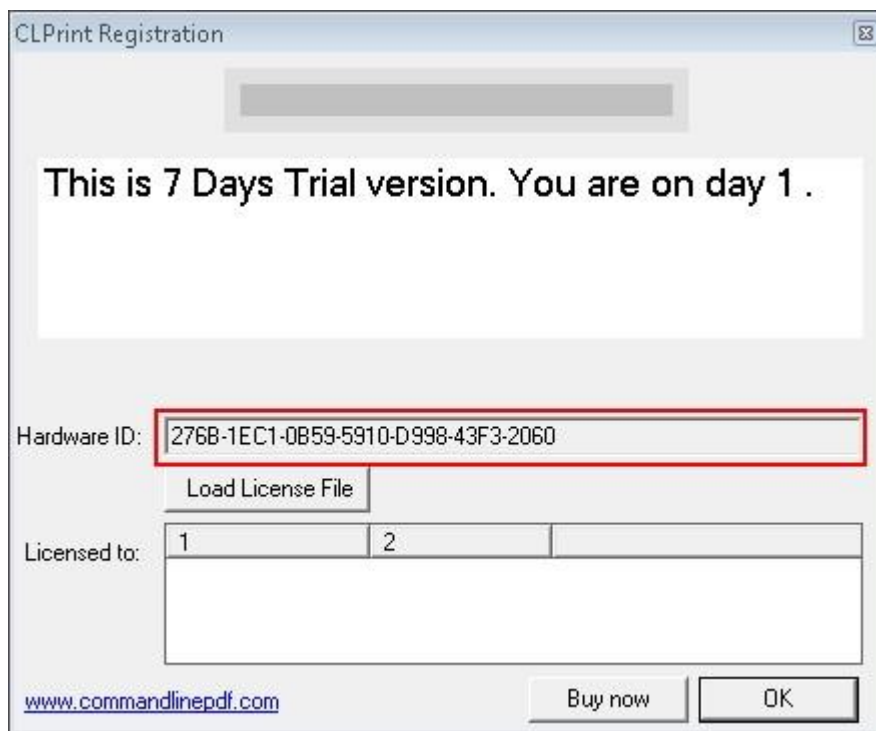 CLPrint Registration
This is 7 Days Trial version. You are on day 1 .
Hardware ID: 276B-1EC1-0B59-5910-D998-43F3-2060
Load License File
Licensed to: 1 2
www.commandlinepdf.com Buy now OK